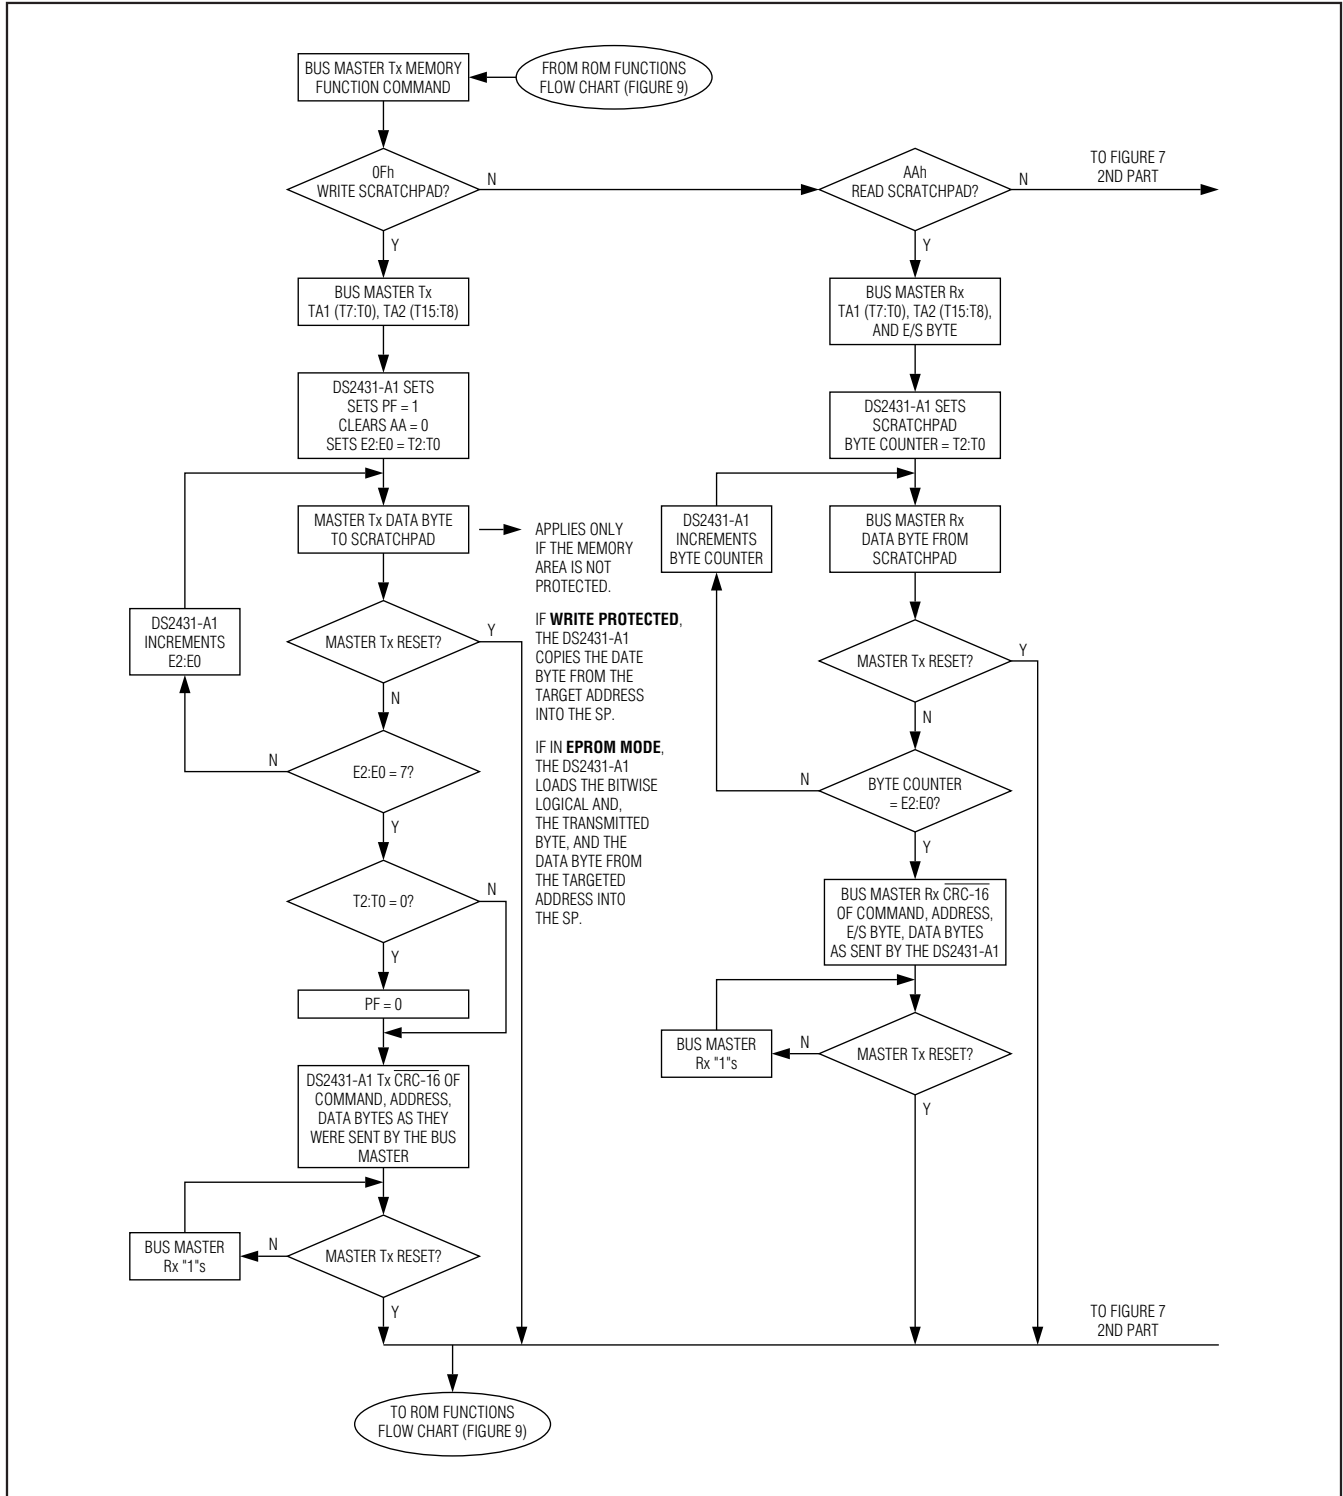 BUS MASTER Tx MEMORY
FUNCTION COMMAND
FROM ROM FUNCTIONS
FLOW CHART (FIGURE 9)
0Fh
WRITE SCRATCHPAD?
N
Y
AAh
READ SCRATCHPAD?
N
Y
TO FIGURE 7
2ND PART
BUS MASTER Tx
TA1 (T7:T0), TA2 (T15:T8)
DS2431-A1 SETS
SETS PF = 1
CLEARS AA = 0
SETS E2:E0 = T2:T0
MASTER Tx DATA BYTE
TO SCRATCHPAD
APPLIES ONLY
IF THE MEMORY
AREA IS NOT
PROTECTED.
IF WRITE PROTECTED,
THE DS2431-A1
COPIES THE DATE
BYTE FROM THE
TARGET ADDRESS
INTO THE SP.
IF IN EPROM MODE,
THE DS2431-A1
LOADS THE BITWISE
LOGICAL AND,
THE TRANSMITTED
BYTE, AND THE
DATA BYTE FROM
THE TARGETED
ADDRESS INTO
THE SP.
DS2431-A1
INCREMENTS
E2:E0
MASTER Tx RESET?
Y
N
E2:E0 = 7?
N
Y
T2:T0 = 0?
N
Y
PF = 0
DS2431-A1 Tx CRC-16 OF
COMMAND, ADDRESS,
DATA BYTES AS THEY
WERE SENT BY THE BUS
MASTER
BUS MASTER
Rx "1"s
N
MASTER Tx RESET?
Y
BUS MASTER Rx
TA1 (T7:T0), TA2 (T15:T8),
AND E/S BYTE
DS2431-A1 SETS
SCRATCHPAD
BYTE COUNTER = T2:T0
DS2431-A1
INCREMENTS
BYTE COUNTER
BUS MASTER Rx
DATA BYTE FROM
SCRATCHPAD
MASTER Tx RESET?
Y
N
BYTE COUNTER
= E2:E0?
N
Y
BUS MASTER Rx CRC-16
OF COMMAND, ADDRESS,
E/S BYTE, DATA BYTES
AS SENT BY THE DS2431-A1
BUS MASTER
Rx "1"s
N
MASTER Tx RESET?
Y
TO FIGURE 7
2ND PART
TO ROM FUNCTIONS
FLOW CHART (FIGURE 9)